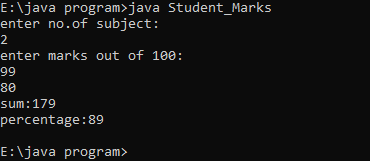 E:\java program>java Student_Marks
enter no.of subject:
2
enter marks out of 100:
99
80
sum:179
percentage:89
E:\java program>